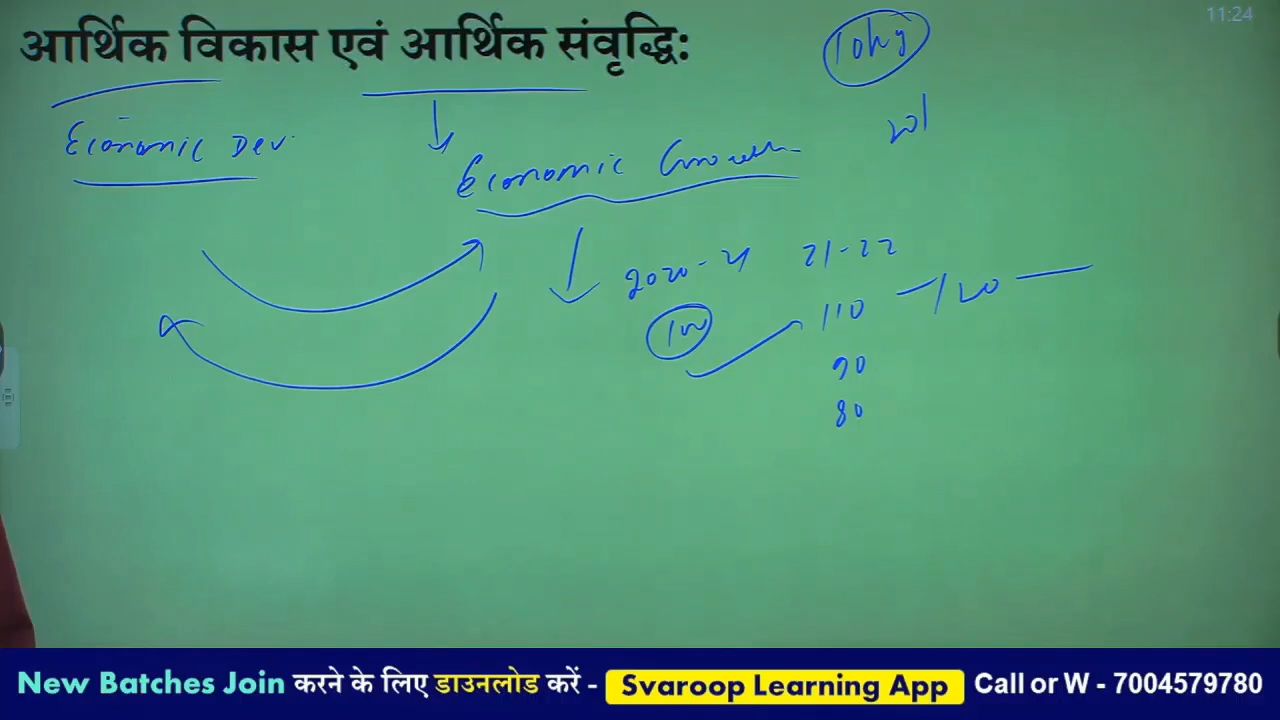 11:24
आर्थिक विकास एवं आर्थिक संवृद्धि:
10kg
Economic Dev.
Economic Growth
2020-21 21-22
100 110 120
90
80
New Batches Join करने के लिए डाउनलोड करें - Svaroop Learning App Call or W - 7004579780